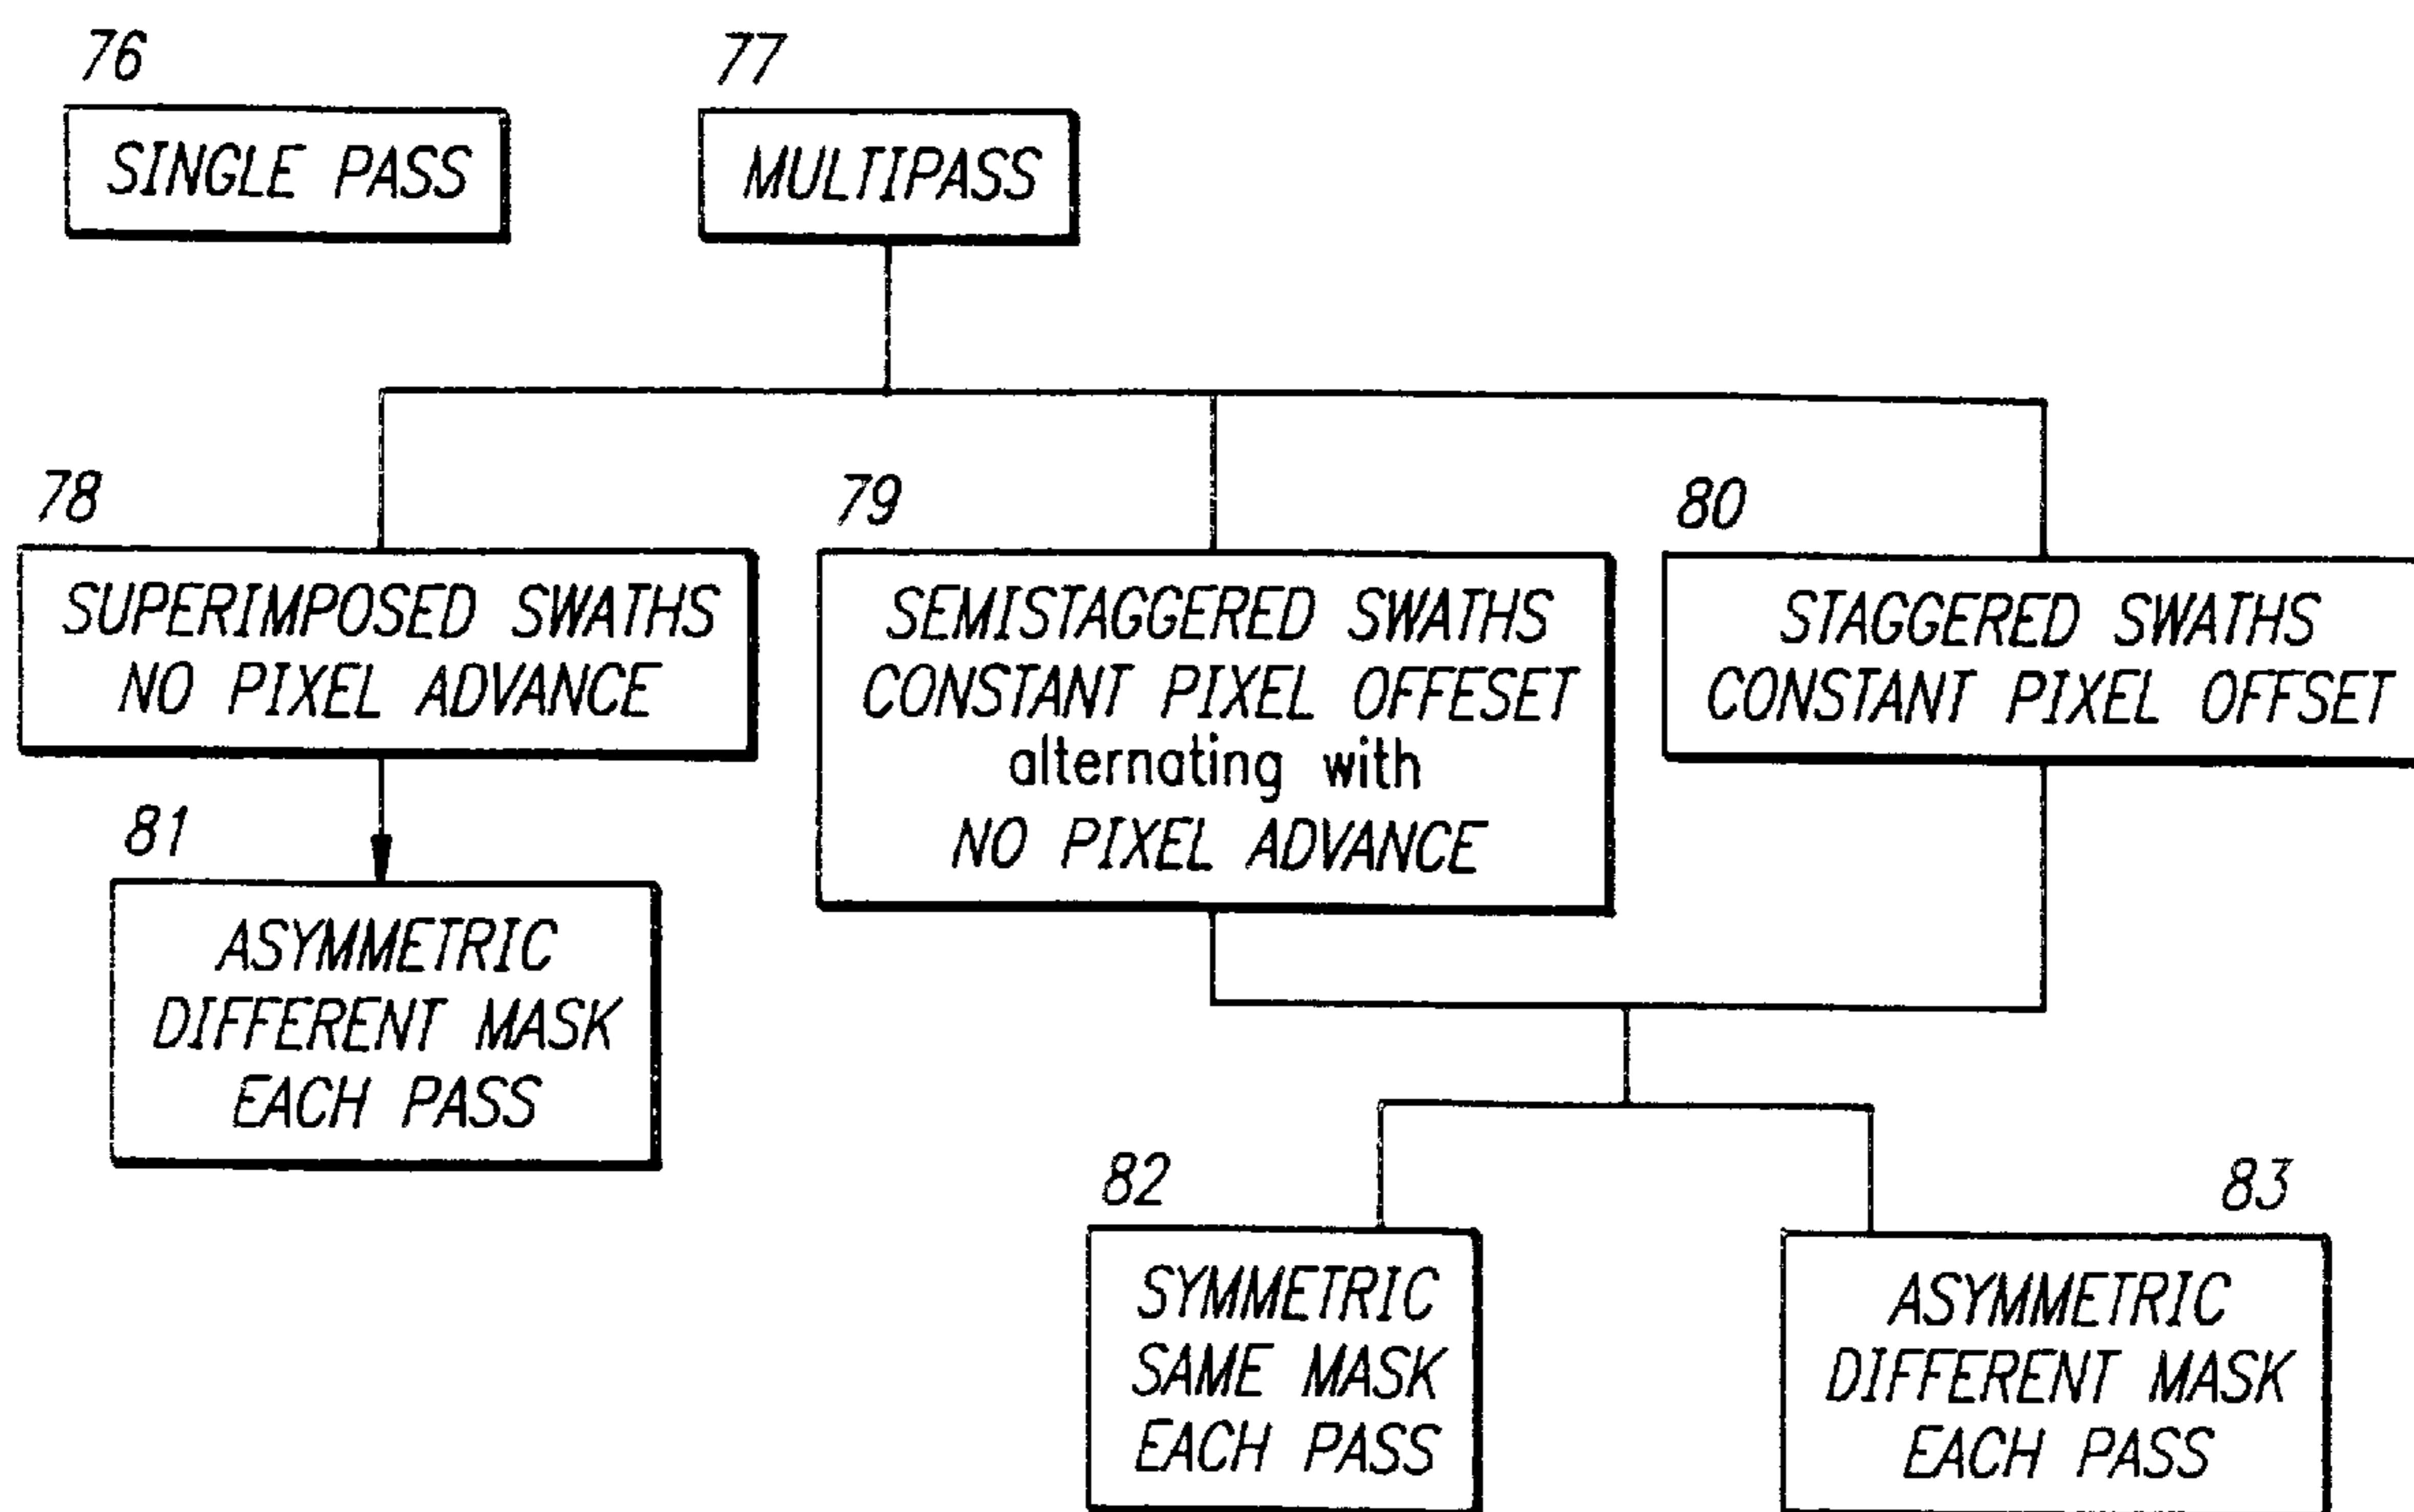 76
SINGLE PASS
77
MULTIPASS
78
SUPERIMPOSED SWATHS
NO PIXEL ADVANCE
79
SEMISTAGGERED SWATHS
CONSTANT PIXEL OFFESET
alternating with
NO PIXEL ADVANCE
80
STAGGERED SWATHS
CONSTANT PIXEL OFFSET
81
ASYMMETRIC
DIFFERENT MASK
EACH PASS
82
SYMMETRIC
SAME MASK
EACH PASS
83
ASYMMETRIC
DIFFERENT MASK
EACH PASS